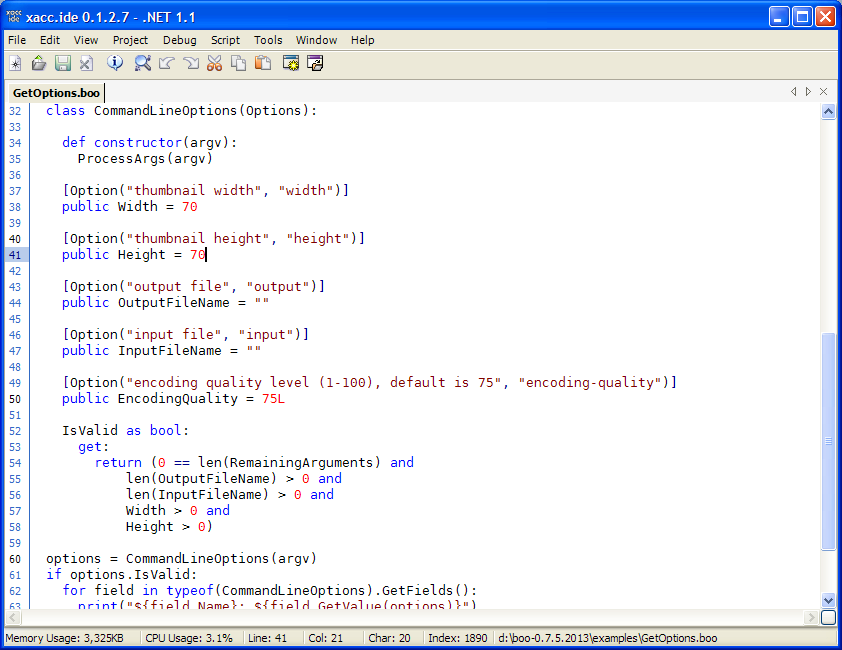 xacc.ide 0.1.2.7 - .NET 1.1
File Edit View Project Debug Script Tools Window Help
GetOptions.boo
32 class CommandLineOptions(Options):
33
34 def constructor(argv):
35 ProcessArgs(argv)
36
37 [Option("thumbnail width", "width")]
38 public Width = 70
39
40 [Option("thumbnail height", "height")]
41 public Height = 70
42
43 [Option("output file", "output")]
44 public OutputFileName = ""
45
46 [Option("input file", "input")]
47 public InputFileName = ""
48
49 [Option("encoding quality level (1-100), default is 75", "encoding-quality")]
50 public EncodingQuality = 75L
51
52 IsValid as bool:
53 get:
54 return (0 == len(RemainingArguments) and
55 len(OutputFileName) > 0 and
56 len(InputFileName) > 0 and
57 Width > 0 and
58 Height > 0)
59
60 options = CommandLineOptions(argv)
61 if options.IsValid:
62 for field in typeof(CommandLineOptions).GetFields():
63 print("${field.Name}: ${field.GetValue(options)}")
Memory Usage: 3,325KB CPU Usage: 3.1% Line: 41 Col: 21 Char: 20 Index: 1890 d:\boo-0.7.5.2013\examples\GetOptions.boo